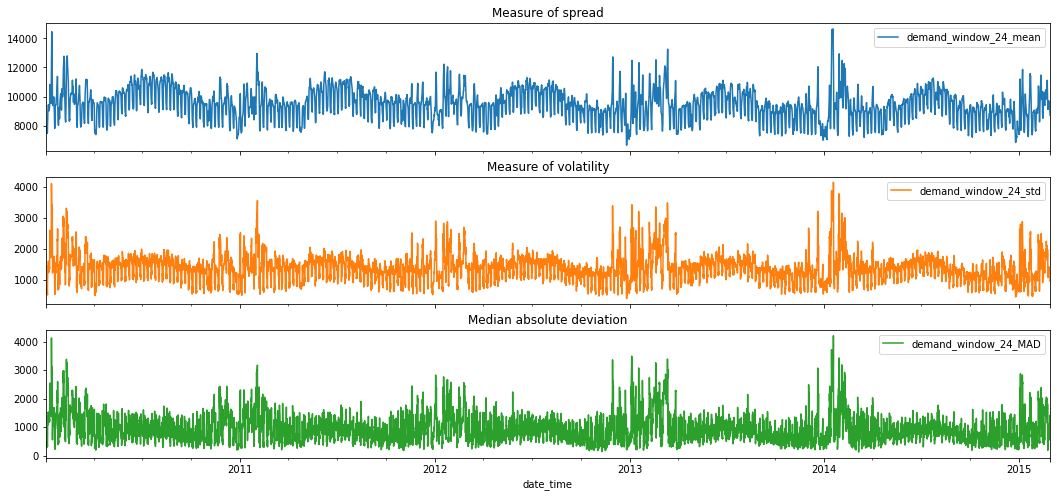 Measure of spread
demand_window_24_mean
14000
12000
10000
8000
Measure of volatility
demand_window_24_std
4000
3000
2000
1000
Median absolute deviation
demand_window_24_MAD
4000
3000
2000
1000
0
2011 2012 2013 2014 2015
date_time